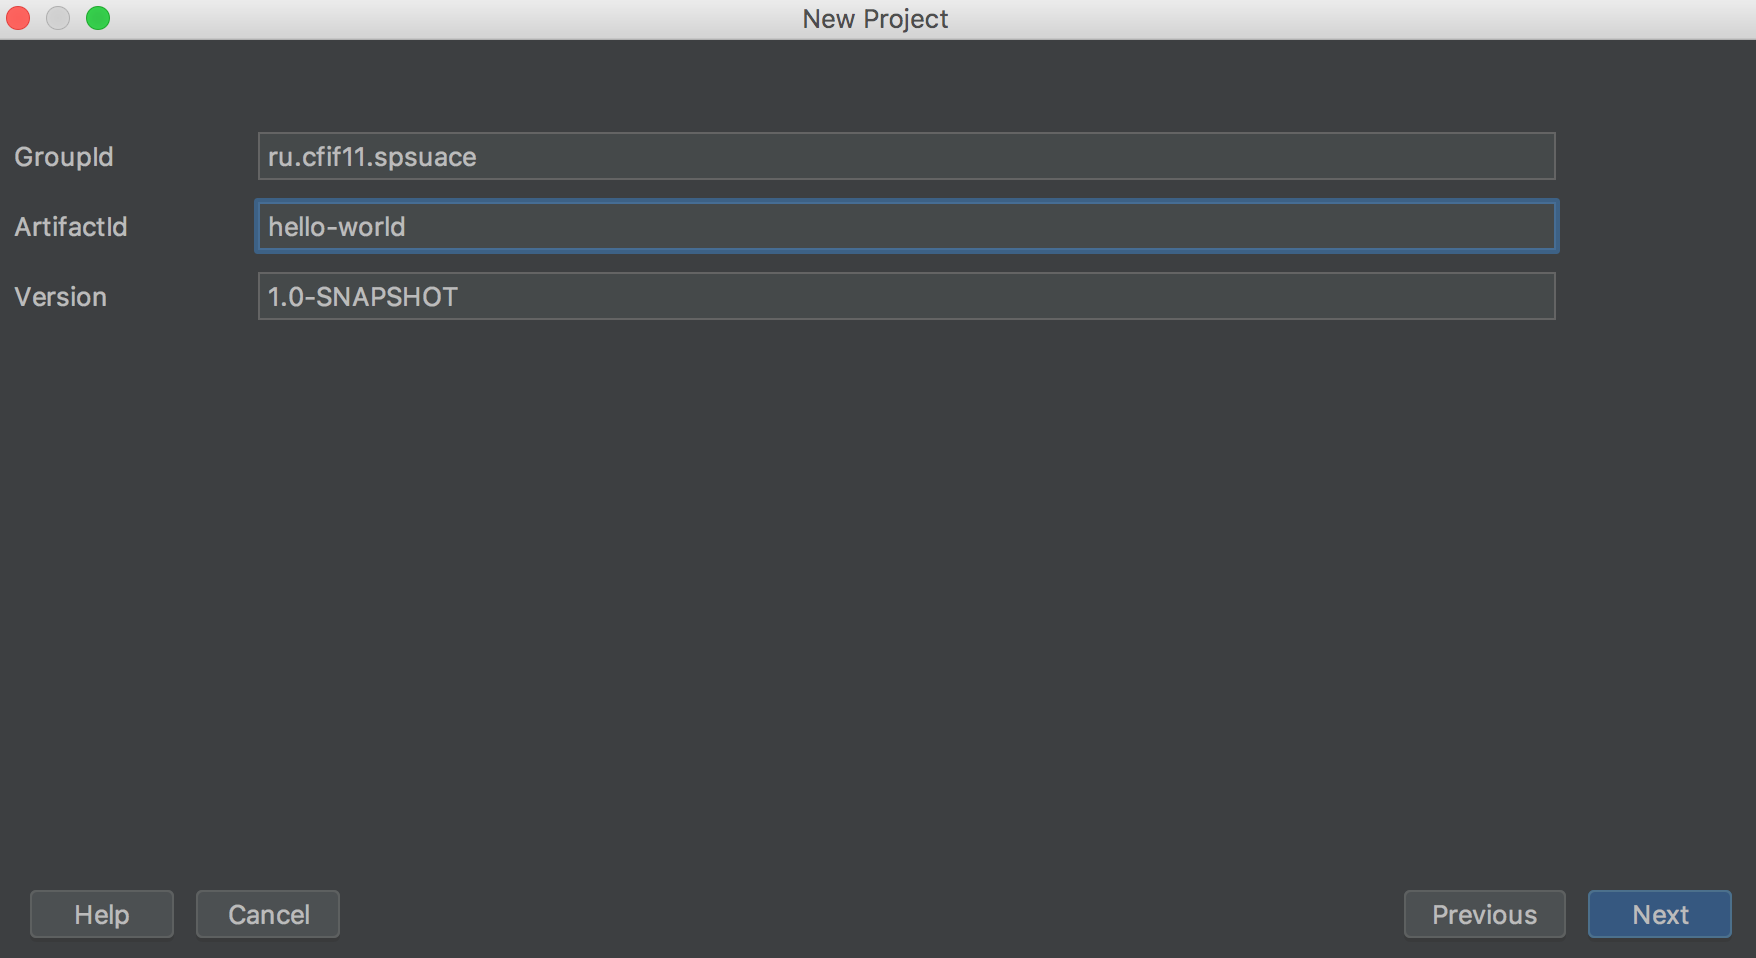 New Project
GroupId ru.cfif11.spsuace
ArtifactId hello-world
Version 1.0-SNAPSHOT
Help Cancel Previous Next